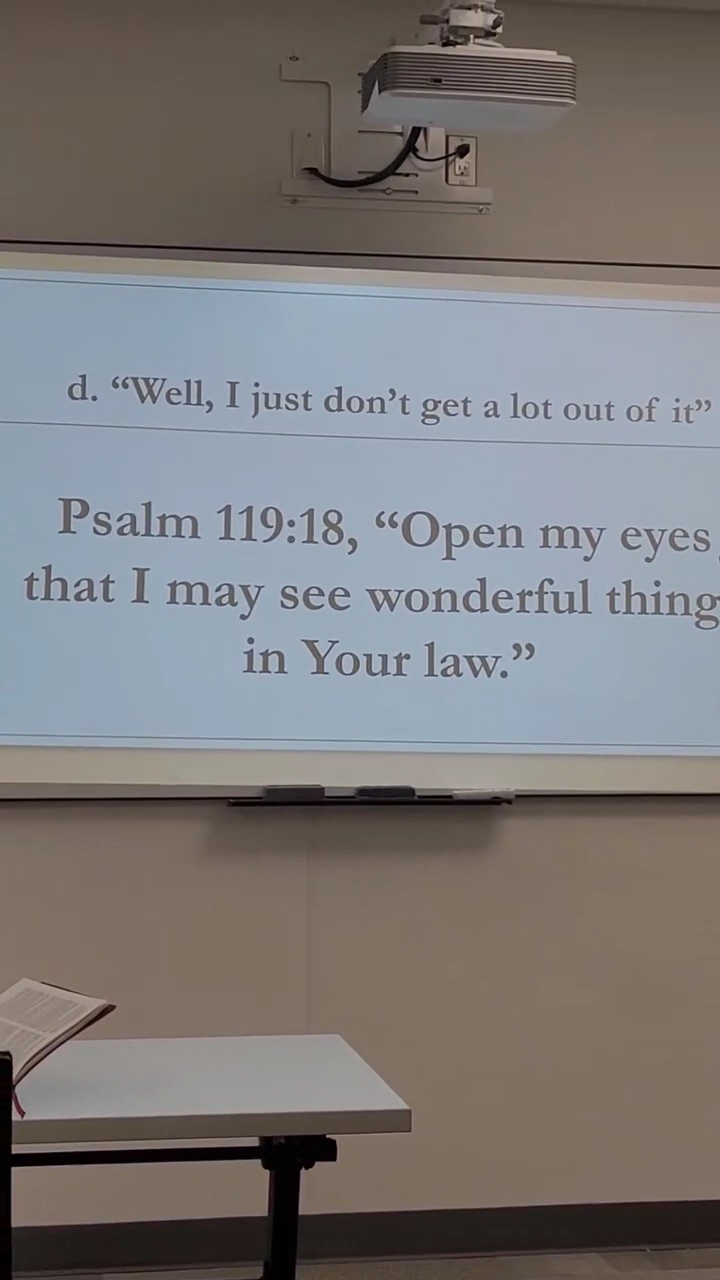 d. “Well, I just don’t get a lot out of it”
Psalm 119:18, “Open my eyes
that I may see wonderful thing
in Your law.”